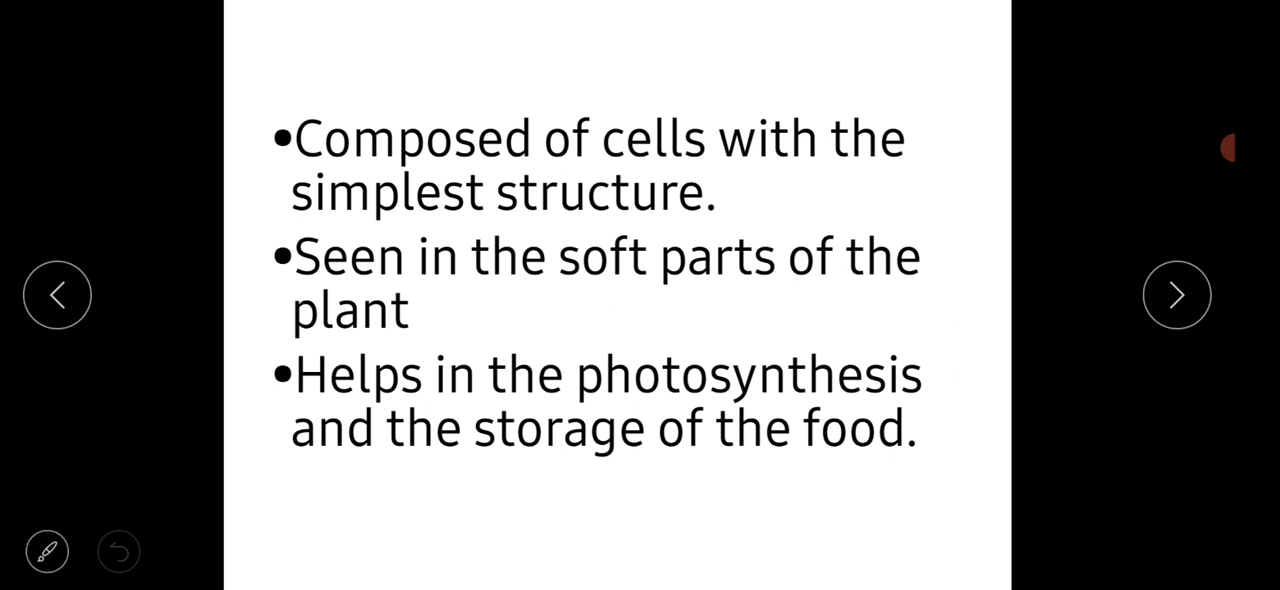 •Composed of cells with the
simplest structure.
•Seen in the soft parts of the
plant
•Helps in the photosynthesis
and the storage of the food.